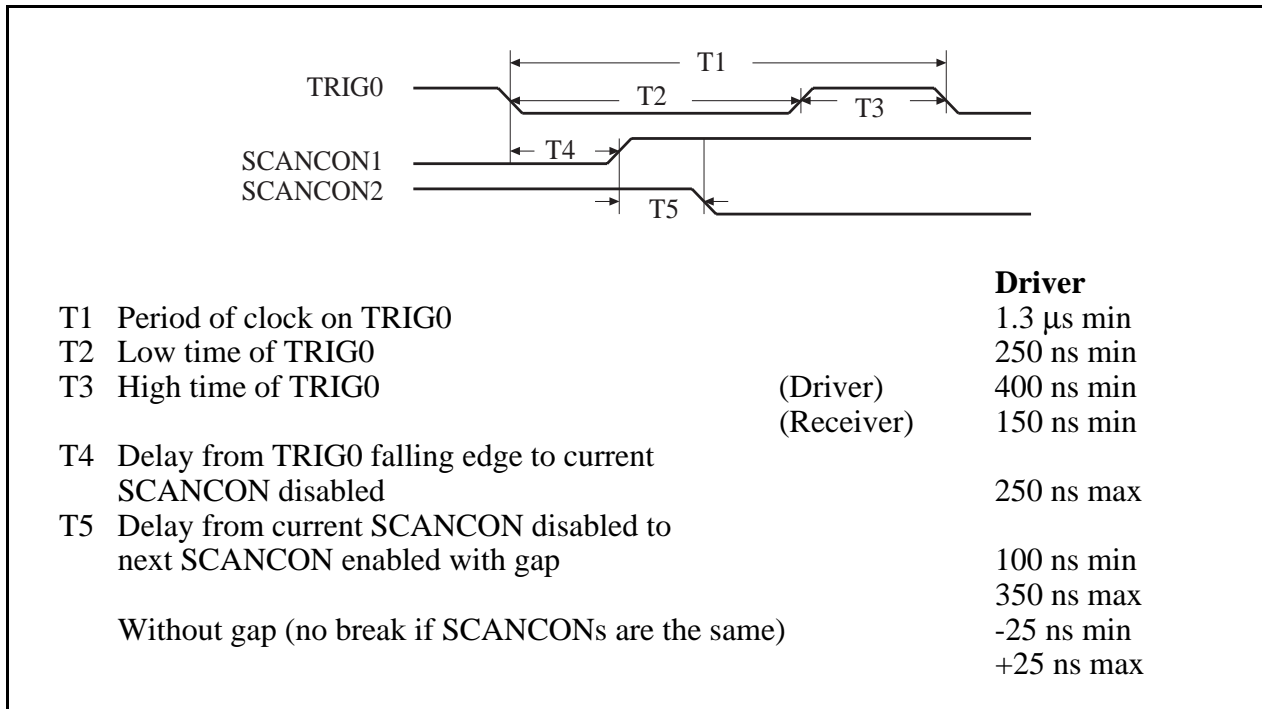 T1
TRIG0
T2
T3
T4
SCANCON1
SCANCON2
T5
Driver
T1 Period of clock on TRIG0 1.3 μs min
T2 Low time of TRIG0 250 ns min
T3 High time of TRIG0 (Driver) 400 ns min
(Receiver) 150 ns min
T4 Delay from TRIG0 falling edge to current
SCANCON disabled 250 ns max
T5 Delay from current SCANCON disabled to
next SCANCON enabled with gap 100 ns min
350 ns max
Without gap (no break if SCANCONs are the same) -25 ns min
+25 ns max